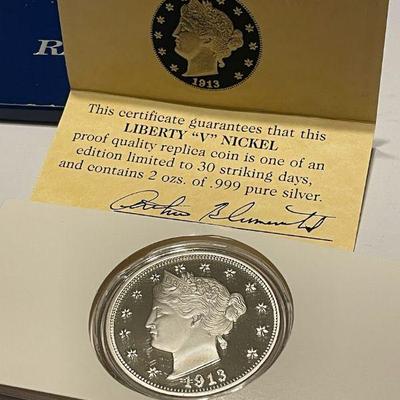 1913
This certificate guarantees that this
LIBERTY "V" NICKEL
proof quality replica coin is one of an
edition limited to 30 striking days,
and contains 2 ozs. of .999 pure silver.
1913